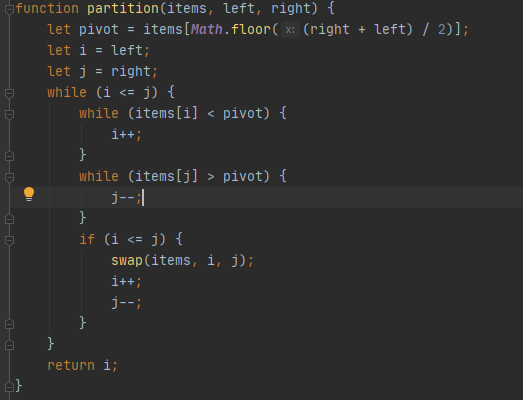 function partition(items, left, right) {
    let pivot = items[Math.floor( x: (right + left) / 2)];
    let i = left;
    let j = right;
    while (i <= j) {
        while (items[i] < pivot) {
            i++;
        }
        while (items[j] > pivot) {
            j--;
        }
        if (i <= j) {
            swap(items, i, j);
            i++;
            j--;
        }
    }
    return i;
}